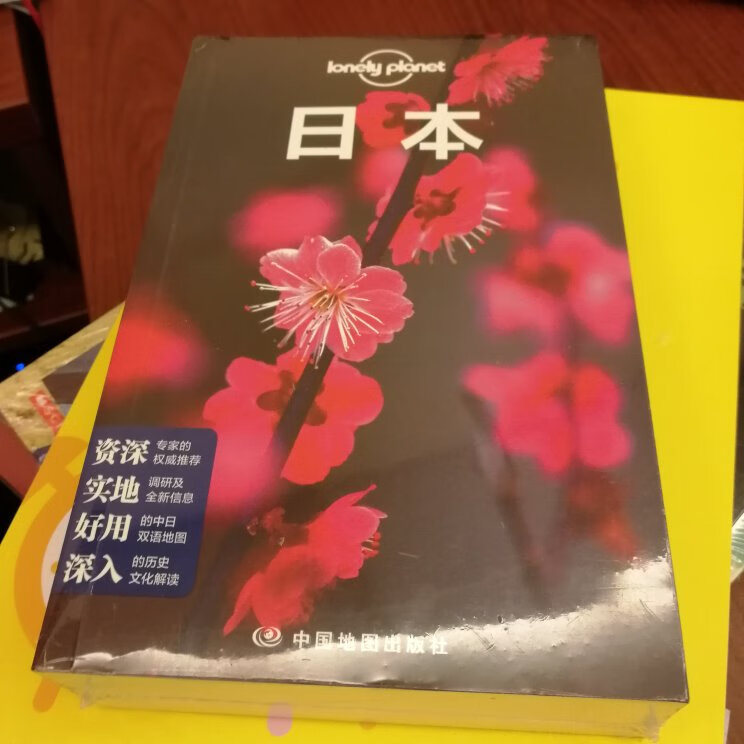 lonely planet
日本
资深 专家的
权威推荐
实地 调研及
全新信息
好用 的中日
双语地图
深入 的历史
文化解读
中国地图出版社